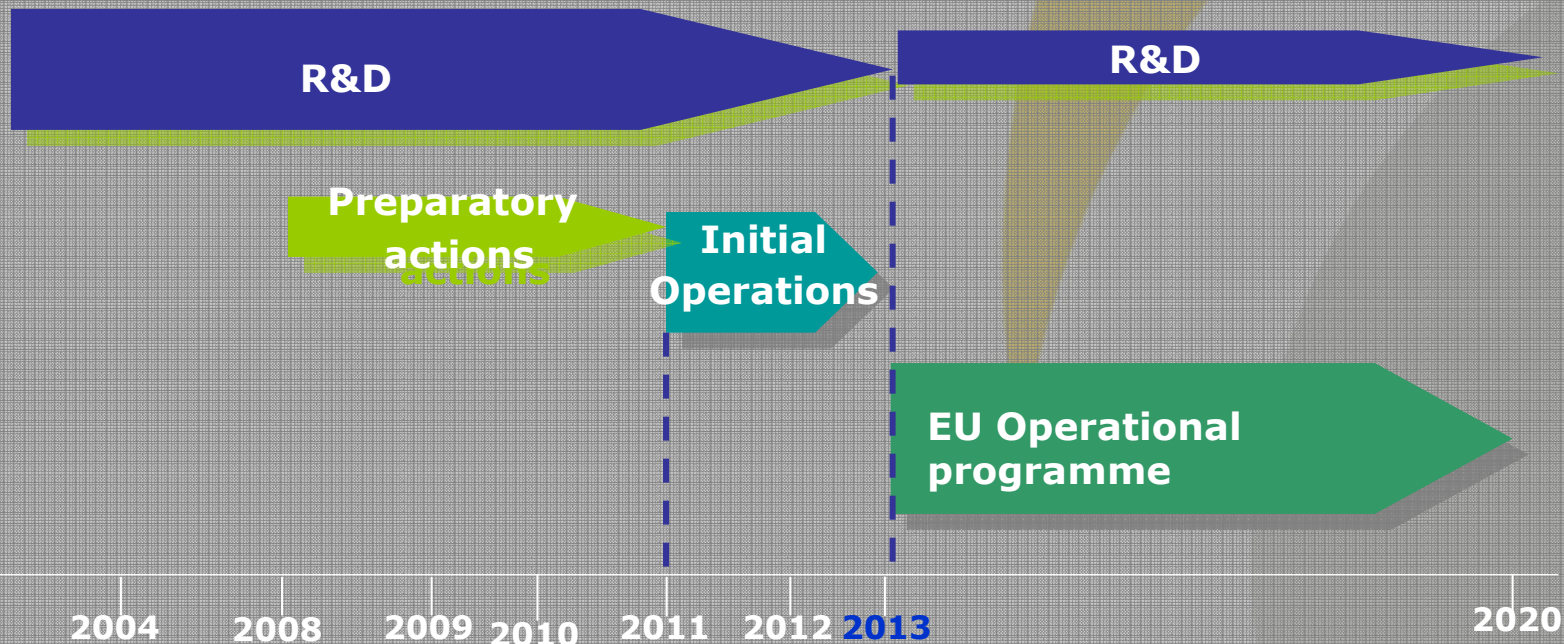 R&D
R&D
Preparatory
actions
Initial
Operations
EU Operational
programme
2004 2008 2009 2010 2011 2012 2013 2020